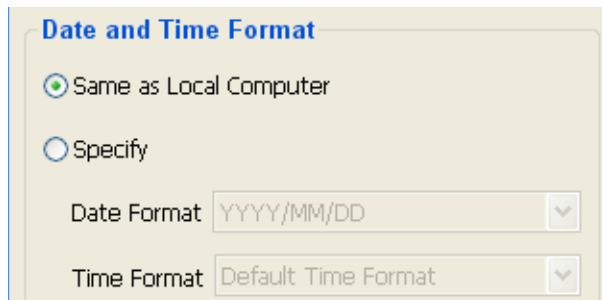 Date and Time Format
Same as Local Computer
Specify
Date Format YYYY/MM/DD
Time Format Default Time Format